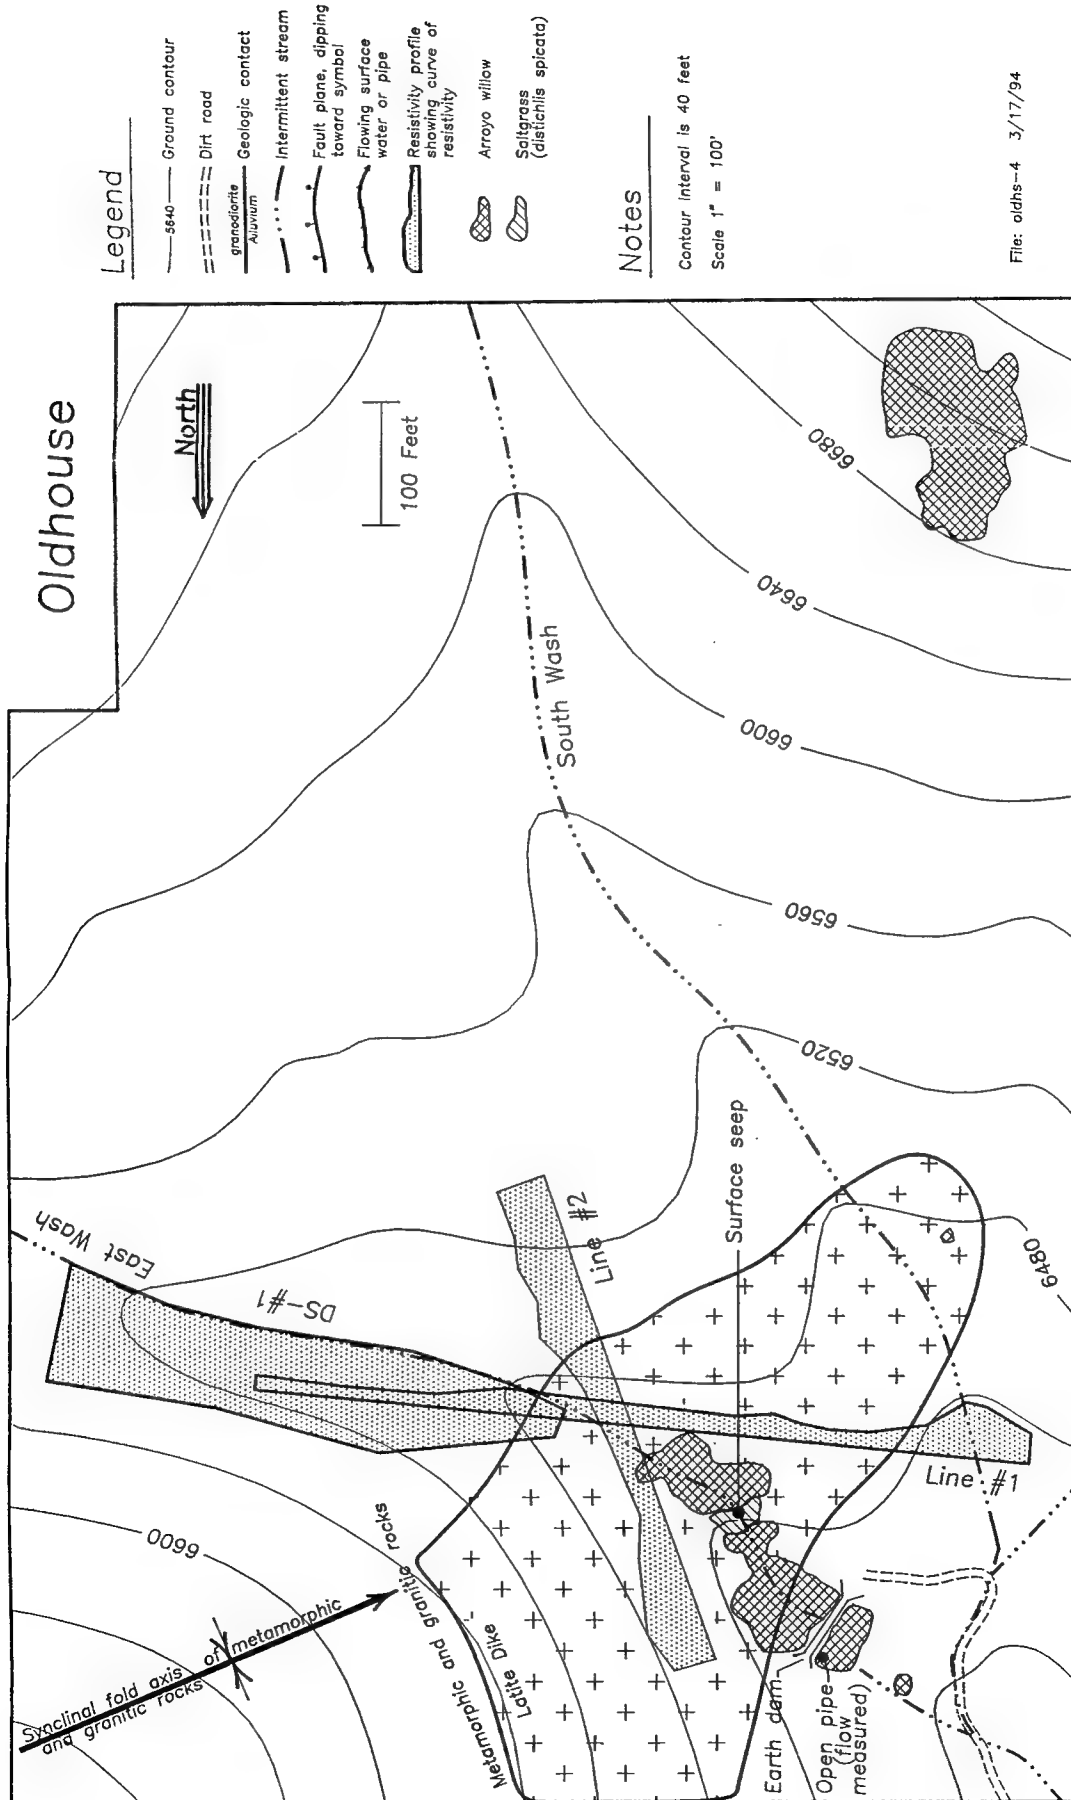 Oldhouse
North
100 Feet
Legend
5640
Ground contour
Dirt road
granodiorite
Alluvium
Geologic contact
Intermittent stream
Fault plane, dipping
toward symbol
Flowing surface
water or pipe
Resistivity profile
showing curve of
resistivity
Arroyo willow
Saltgrass
(distichlis spicata)
Notes
Contour interval is 40 feet
Scale 1" = 100'
File: oldhs-4 3/17/94
6680
6640
6600
6560
6520
6480
6600
South Wash
East Wash
DS-#1
Line #2
Line #1
Surface seep
Synclinal fold axis of metamorphic
and granitic rocks
Metamorphic and granitic rocks
Latite Dike
Earth dam
Open pipe
(flow
measured)